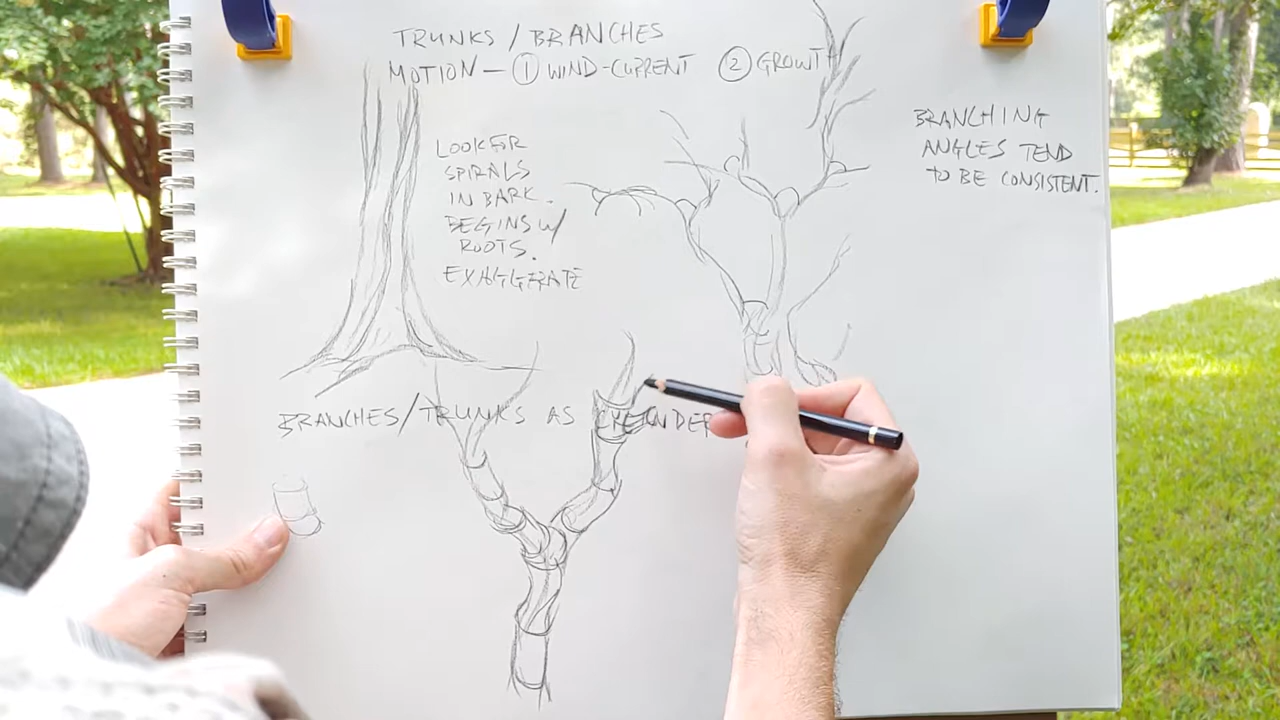 TRUNKS / BRANCHES
MOTION — ① WIND-CURRENT ② GROWTH
LOOK FOR
SPIRALS
IN BARK.
BEGINS W/
ROOTS.
EXAGGERATE
BRANCHING
ANGLES TEND
TO BE CONSISTENT.
BRANCHES/TRUNKS AS CYLINDER